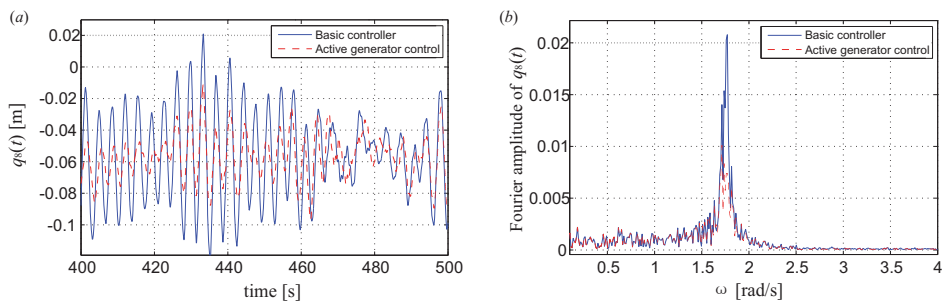 (a)
0.02
0
-0.02
-0.04
-0.06
-0.08
-0.1
q8(t) [m]
Basic controller
Active generator control
400
420
440
460
480
500
time [s]
(b)
0.02
0.015
0.01
0.005
0
Fourier amplitude of q8(t)
Basic controller
Active generator control
0.5
1
1.5
2
2.5
3
3.5
4
ω [rad/s]